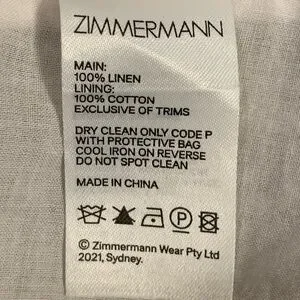 ZIMMERMANN
MAIN:
100% LINEN
LINING:
100% COTTON
EXCLUSIVE OF TRIMS
DRY CLEAN ONLY CODE P
WITH PROTECTIVE BAG
COOL IRON ON REVERSE
DO NOT SPOT CLEAN
MADE IN CHINA
P
© Zimmermann Wear Pty Ltd
2021, Sydney.